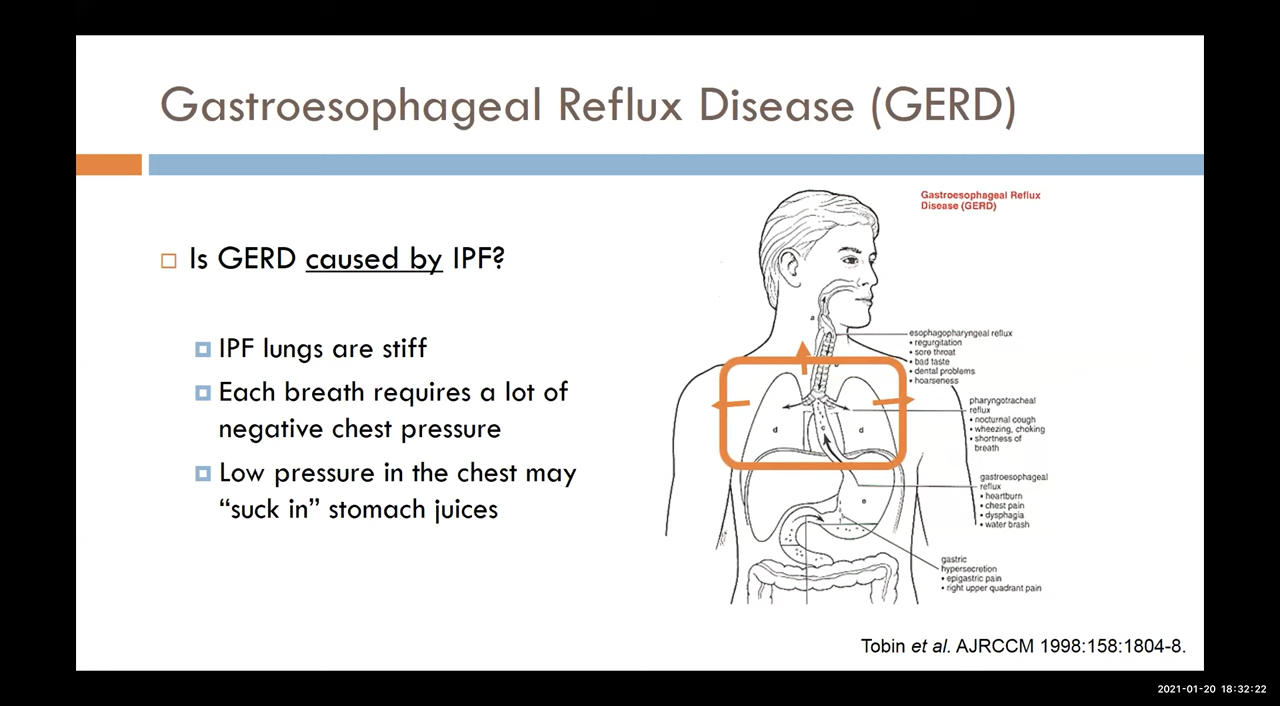 Gastroesophageal Reflux Disease (GERD)
Is GERD caused by IPF?
IPF lungs are stiff
Each breath requires a lot of
negative chest pressure
Low pressure in the chest may
“suck in” stomach juices
Gastroesophageal Reflux
Disease (GERD)
a
esophagopharyngeal reflux
• regurgitation
• sore throat
• bad taste
• dental problems
• hoarseness
pharyngotracheal
reflux
• nocturnal cough
• wheezing, choking
• shortness of
breath
d
c
d
gastroesophageal
reflux
• heartburn
• chest pain
• dysphagia
• water brash
e
gastric
hypersecretion
• epigastric pain
• right upper quadrant pain
Tobin et al. AJRCCM 1998:158:1804-8.
2021-01-20 18:32:22